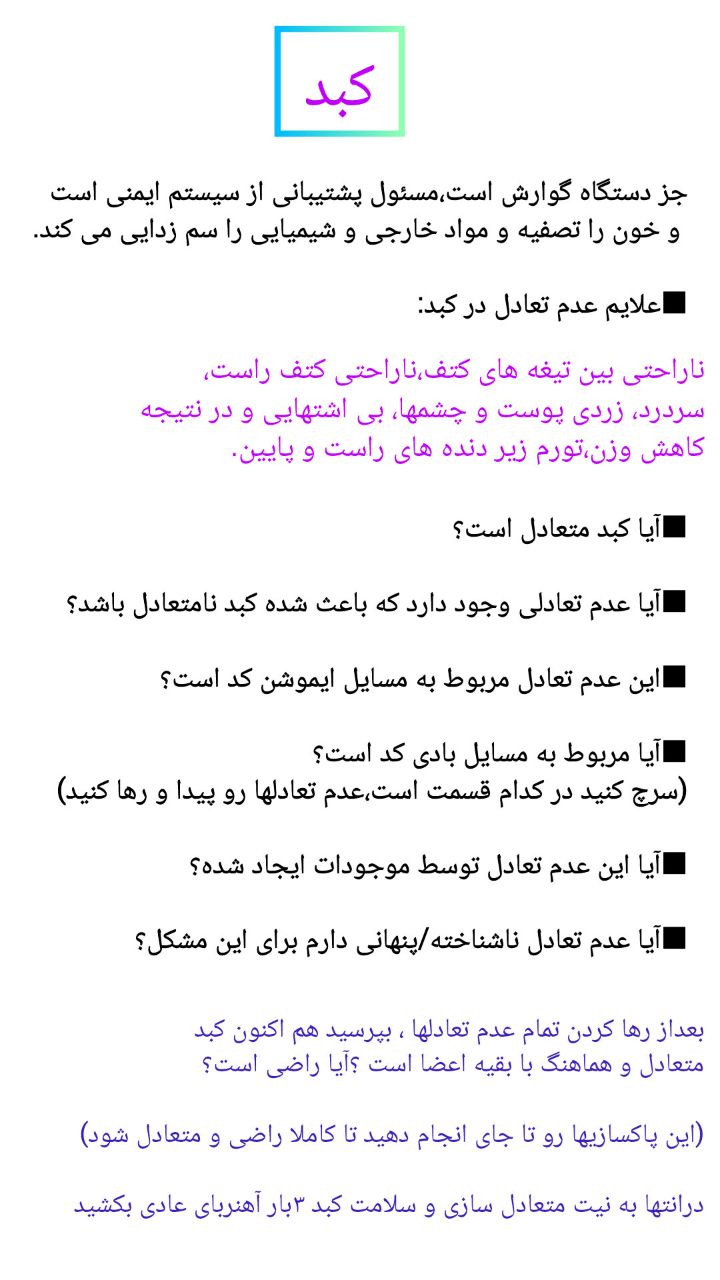 کبد
جز دستگاه گوارش است،مسئول پشتیبانی از سیستم ایمنی است
و خون را تصفیه و مواد خارجی و شیمیایی را سم زدایی می کند.
■علایم عدم تعادل در کبد:
ناراحتی بین تیغه های کتف،ناراحتی کتف راست،
سردرد، زردی پوست و چشمها، بی اشتهایی و در نتیجه
کاهش وزن،تورم زیر دنده های راست و پایین.
■آیا کبد متعادل است؟
■آیا عدم تعادلی وجود دارد که باعث شده کبد نامتعادل باشد؟
■این عدم تعادل مربوط به مسایل ایموشن کد است؟
■آیا مربوط به مسایل بادی کد است؟
(سرچ کنید در کدام قسمت است،عدم تعادلها رو پیدا و رها کنید)
■آیا این عدم تعادل توسط موجودات ایجاد شده؟
■آیا عدم تعادل ناشناخته/پنهانی دارم برای این مشکل؟
بعداز رها کردن تمام عدم تعادلها ، بپرسید هم اکنون کبد
متعادل و هماهنگ با بقیه اعضا است ؟آیا راضی است؟
(این پاکسازیها رو تا جای انجام دهید تا کاملا راضی و متعادل شود)
درانتها به نیت متعادل سازی و سلامت کبد ۳بار آهنربای عادی بکشید